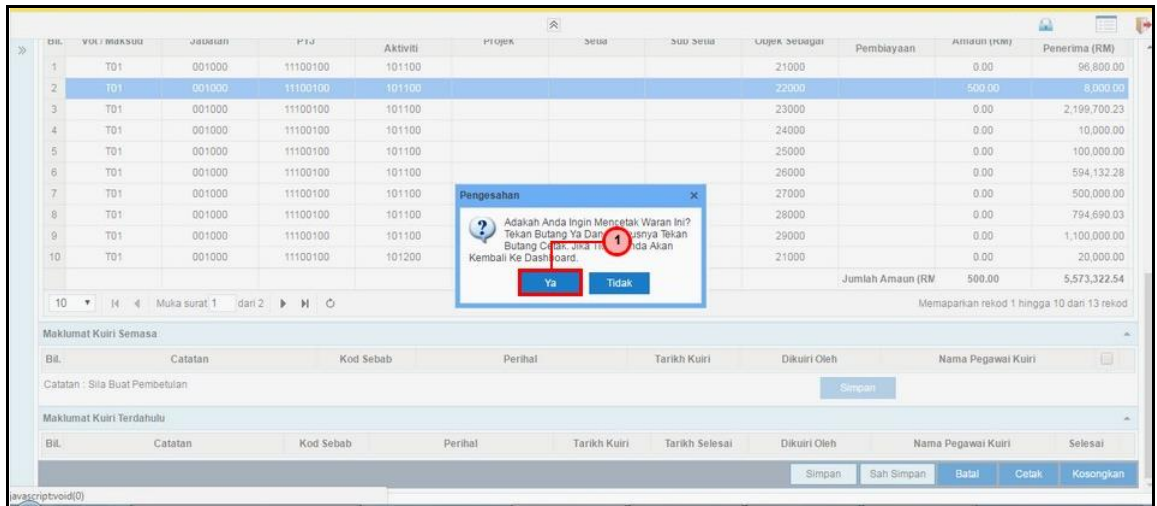 Bil. Vot / Maksud Jabatan PTJ Aktiviti Projek Setia Sub Setia Objek Sebagai Pembiayaan Amaun (RM) Penerima (RM)
1 T01 001000 11100100 101100 21000 0.00 96,800.00
2 T01 001000 11100100 101100 22000 500.00 8,000.00
3 T01 001000 11100100 101100 23000 0.00 2,199,700.23
4 T01 001000 11100100 101100 24000 0.00 10,000.00
5 T01 001000 11100100 101100 25000 0.00 100,000.00
6 T01 001000 11100100 101100 26000 0.00 594,132.28
7 T01 001000 11100100 101100 27000 0.00 500,000.00
8 T01 001000 11100100 101100 28000 0.00 794,690.03
9 T01 001000 11100100 101100 29000 0.00 1,100,000.00
10 T01 001000 11100100 101200 21000 0.00 20,000.00
Jumlah Amaun (RM 500.00 5,573,322.54
Pengesahan ×
Adakah Anda Ingin Mencetak Waran Ini?
Tekan Butang Ya Dan Tekan
Butang Cetak. Jika Akan
Kembali Ke Dashboard.
1
Ya Tidak
10 Muka surat 1 dari 2 Memaparkan rekod 1 hingga 10 dari 13 rekod
Maklumat Kuiri Semasa
Bil. Catatan Kod Sebab Perihal Tarikh Kuiri Dikuiri Oleh Nama Pegawai Kuiri
Catatan : Sila Buat Pembetulan Simpan
Maklumat Kuiri Terdahulu
Bil. Catatan Kod Sebab Perihal Tarikh Kuiri Tarikh Selesai Dikuiri Oleh Nama Pegawai Kuiri Selesai
Simpan Sah Simpan Batal Cetak Kosongkan
javascript:void(0)